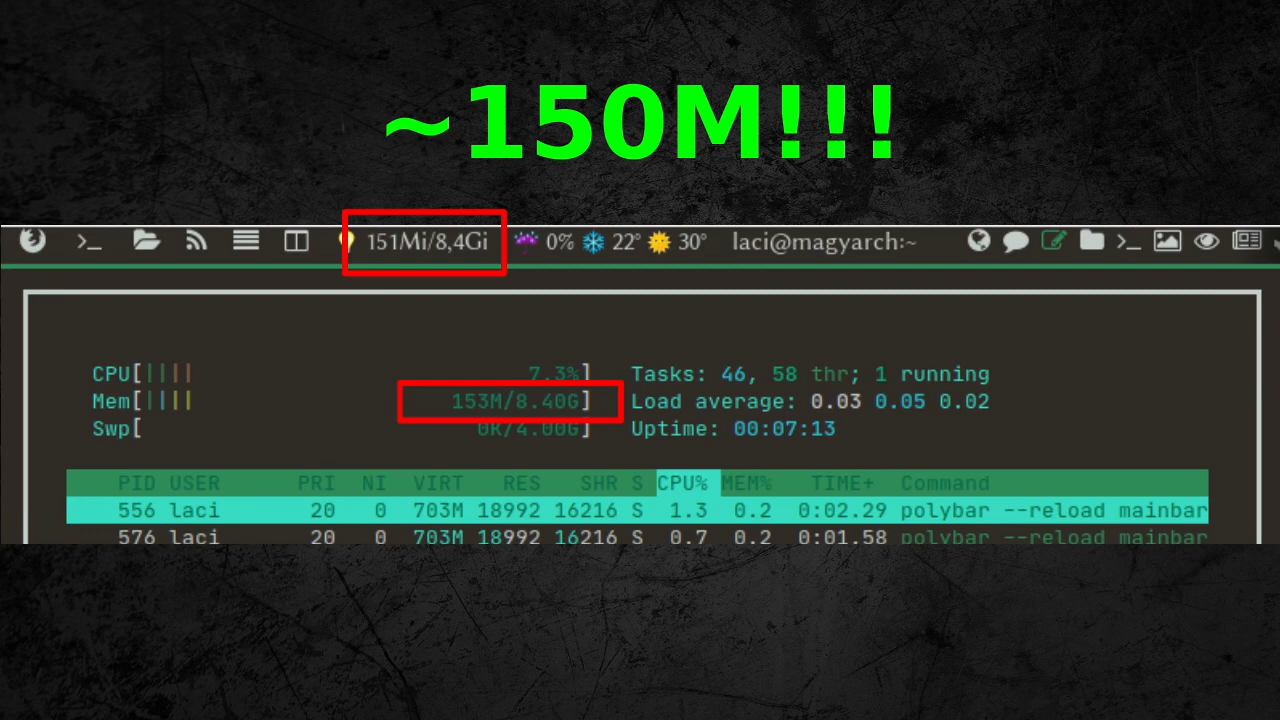 ~150M!!!
151Mi/8,4Gi 0% 22° 30° laci@magyarch:~
CPU[|||| 7.3%] Tasks: 46, 58 thr; 1 running
Mem[|||| 153M/8.40G] Load average: 0.03 0.05 0.02
Swp[ 0K/4.00G] Uptime: 00:07:13
PID USER PRI NI VIRT RES SHR S CPU% MEM% TIME+ Command
556 laci 20 0 703M 18992 16216 S 1.3 0.2 0:02.29 polybar --reload mainbar
576 laci 20 0 703M 18992 16216 S 0.7 0.2 0:01.58 polybar --reload mainbar